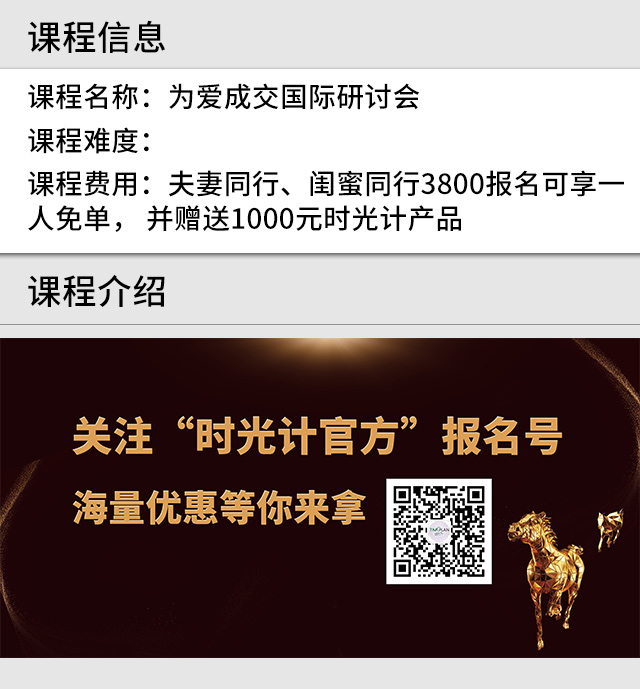 课程信息
课程名称：为爱成交国际研讨会
课程难度：
课程费用：夫妻同行、闺蜜同行3800报名可享一
人免单， 并赠送1000元时光计产品
课程介绍
关注“时光计官方”报名号
海量优惠等你来拿